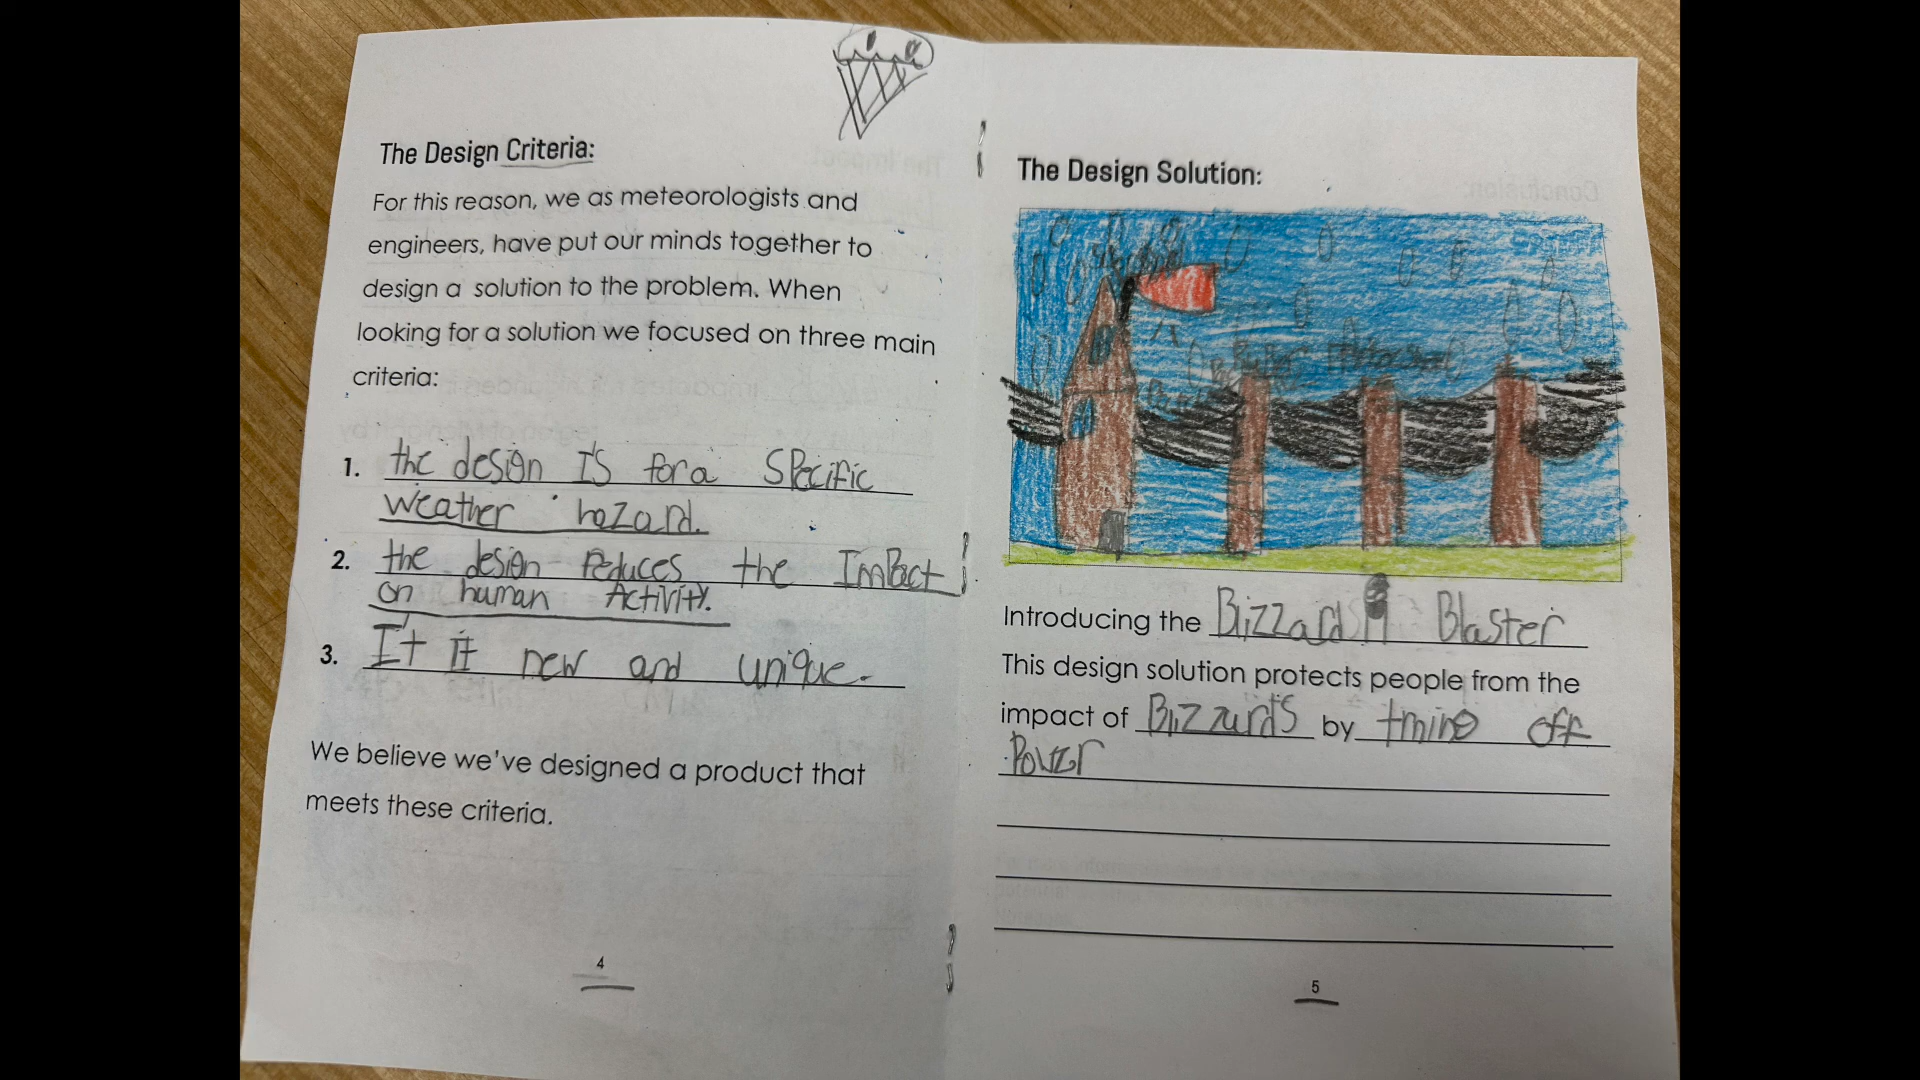 The Design Criteria:
For this reason, we as meteorologists and
engineers, have put our minds together to
design a solution to the problem. When
looking for a solution we focused on three main
criteria:
1. the design Is for a Specific
weather hazard.
2. the design reduces the ImPact
on human Activity.
3. It it new and unique.
We believe we've designed a product that
meets these criteria.
4
The Design Solution:
Introducing the Bizzard Blaster
This design solution protects people from the
impact of Bizzards by off
Power
5